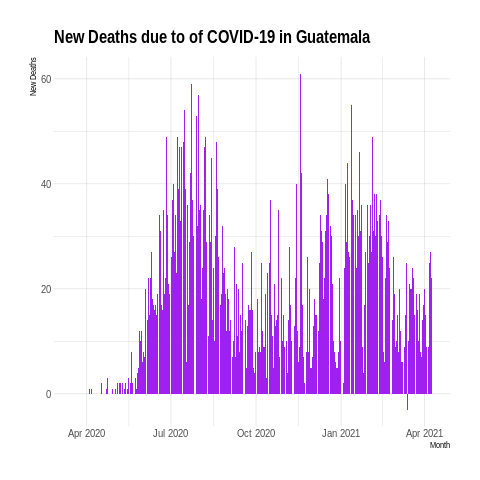 New Deaths due to of COVID-19 in Guatemala
New Deaths
60
40
20
0
Apr 2020 Jul 2020 Oct 2020 Jan 2021 Apr 2021
Month